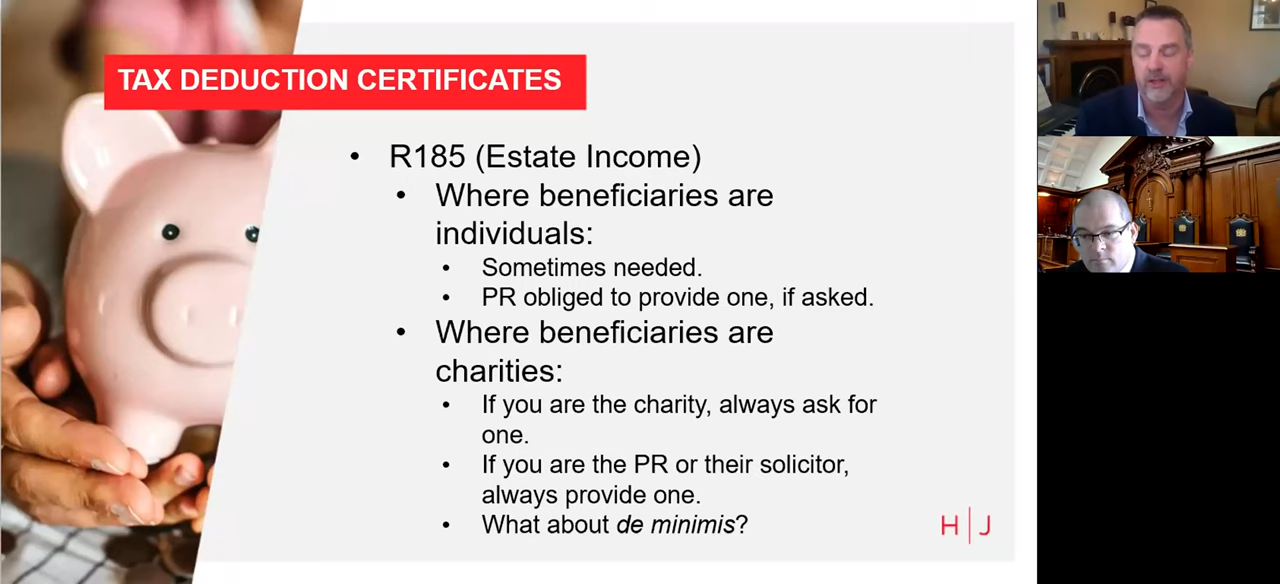 TAX DEDUCTION CERTIFICATES
• R185 (Estate Income)
• Where beneficiaries are
individuals:
• Sometimes needed.
• PR obliged to provide one, if asked.
• Where beneficiaries are
charities:
• If you are the charity, always ask for
one.
• If you are the PR or their solicitor,
always provide one.
• What about de minimis?
H|J